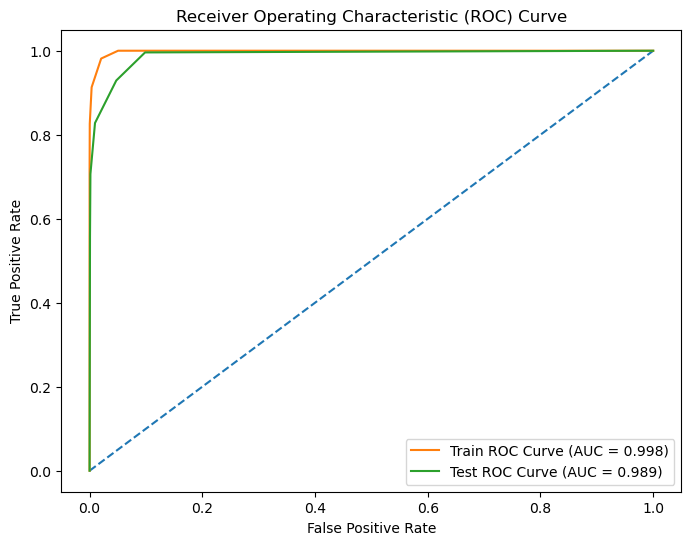 Receiver Operating Characteristic (ROC) Curve
True Positive Rate
1.0
0.8
0.6
0.4
0.2
0.0
Train ROC Curve (AUC = 0.998)
Test ROC Curve (AUC = 0.989)
0.0 0.2 0.4 0.6 0.8 1.0
False Positive Rate